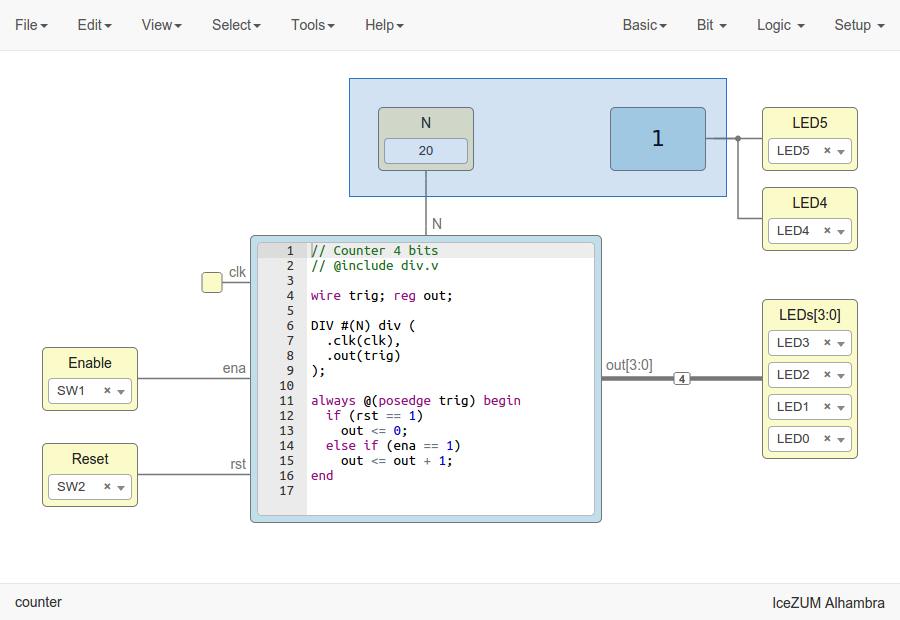 File Edit View Select Tools Help Basic Bit Logic Setup
N
20
1
LED5
LED5 ×
LED4
LED4 ×
N
clk
Enable
SW1 ×
ena
Reset
SW2 ×
rst
1 // Counter 4 bits
2 // @include div.v
3
4 wire trig; reg out;
5
6 DIV #(N) div (
7 .clk(clk),
8 .out(trig)
9 );
10
11 always @(posedge trig) begin
12 if (rst == 1)
13 out <= 0;
14 else if (ena == 1)
15 out <= out + 1;
16 end
17
out[3:0]
4
LEDs[3:0]
LED3 ×
LED2 ×
LED1 ×
LED0 ×
counter
IceZUM Alhambra